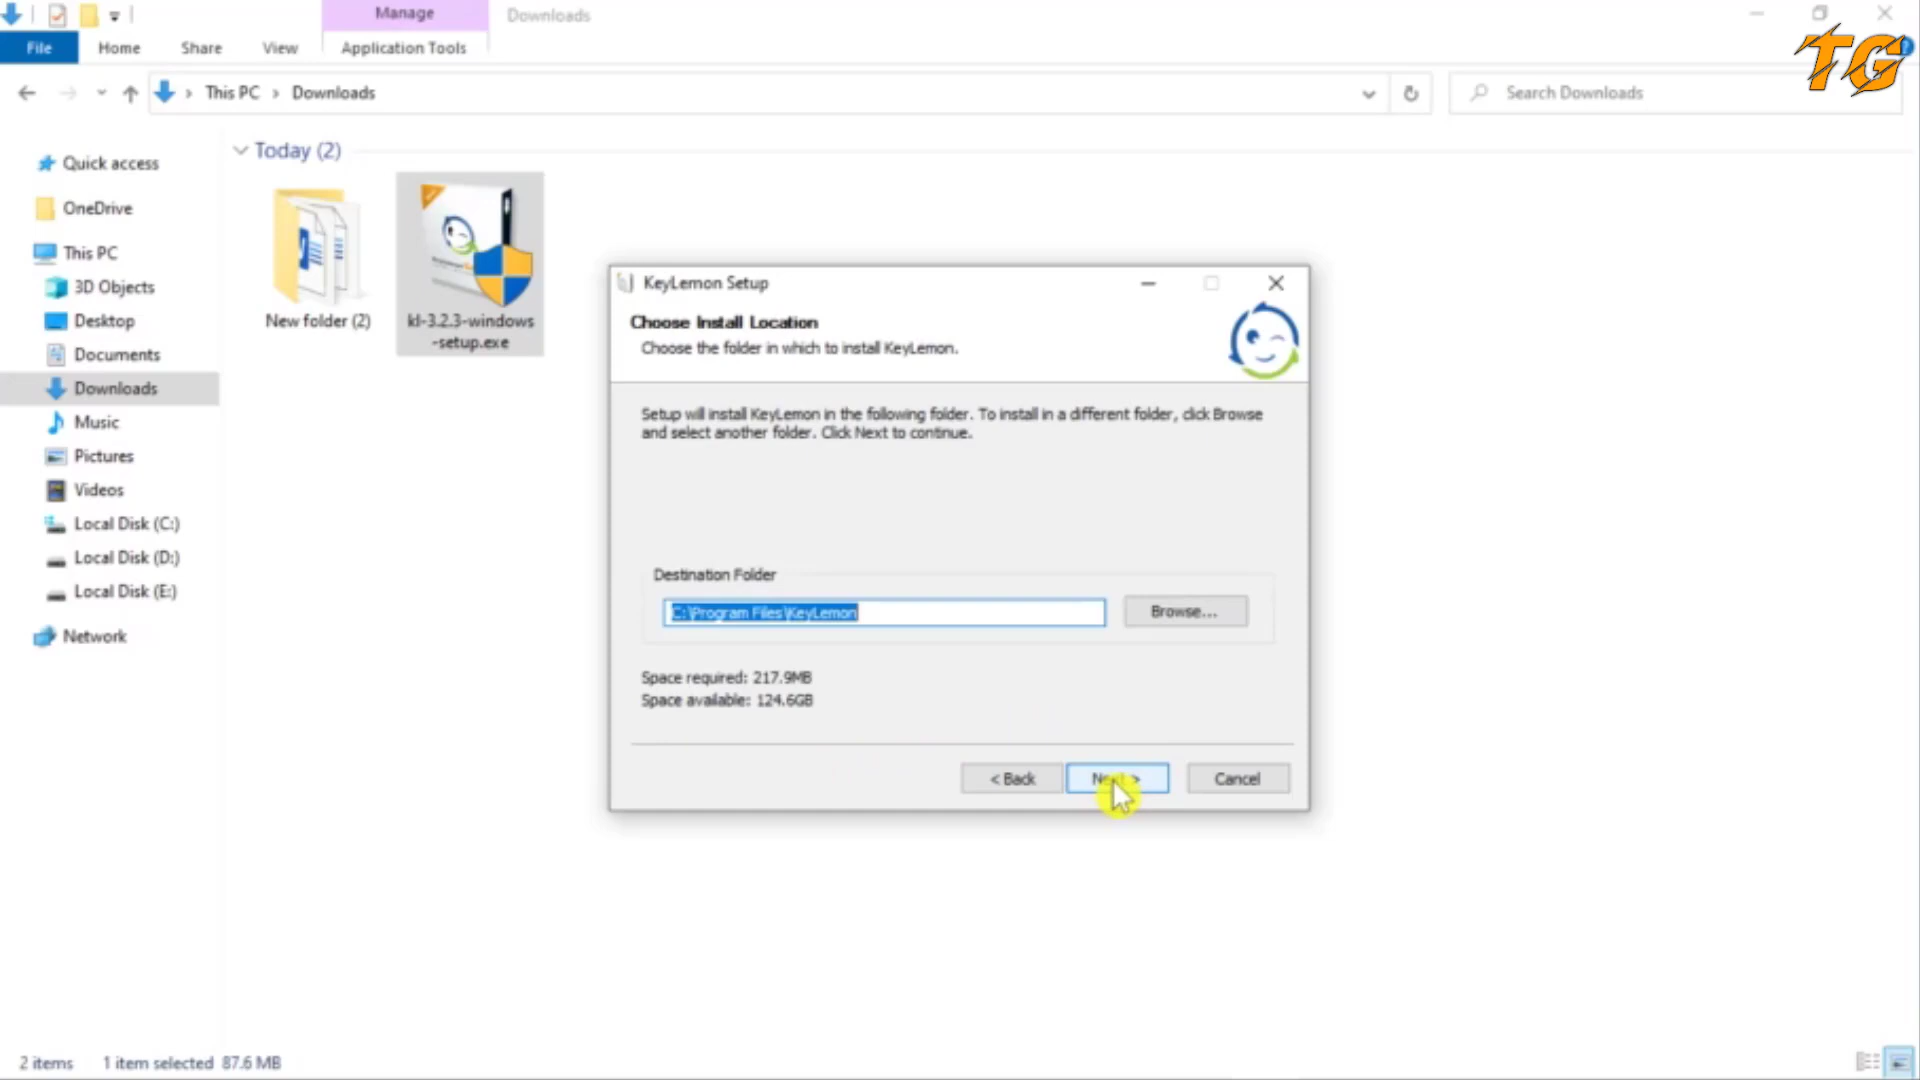 Manage
Downloads
File
Home
Share
View
Application Tools
This PC
Downloads
Search Downloads
TG
Quick access
OneDrive
This PC
3D Objects
Desktop
Documents
Downloads
Music
Pictures
Videos
Local Disk (C:)
Local Disk (D:)
Local Disk (E:)
Network
Today (2)
New folder (2)
kl-3.2.3-windows
-setup.exe
KeyLemon Setup
Choose Install Location
Choose the folder in which to install KeyLemon.
Setup will install KeyLemon in the following folder. To install in a different folder, click Browse
and select another folder. Click Next to continue.
Destination Folder
C:\Program Files\KeyLemon
Browse...
Space required: 217.9MB
Space available: 124.6GB
< Back
Next >
Cancel
2 items
1 item selected 87.6 MB